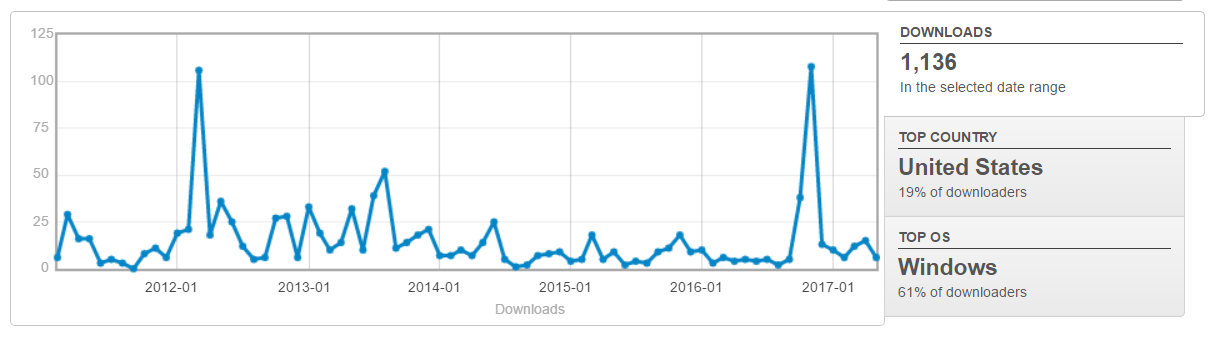 125
100
75
50
25
0
2012-01 2013-01 2014-01 2015-01 2016-01 2017-01
Downloads
DOWNLOADS
1,136
In the selected date range
TOP COUNTRY
United States
19% of downloaders
TOP OS
Windows
61% of downloaders